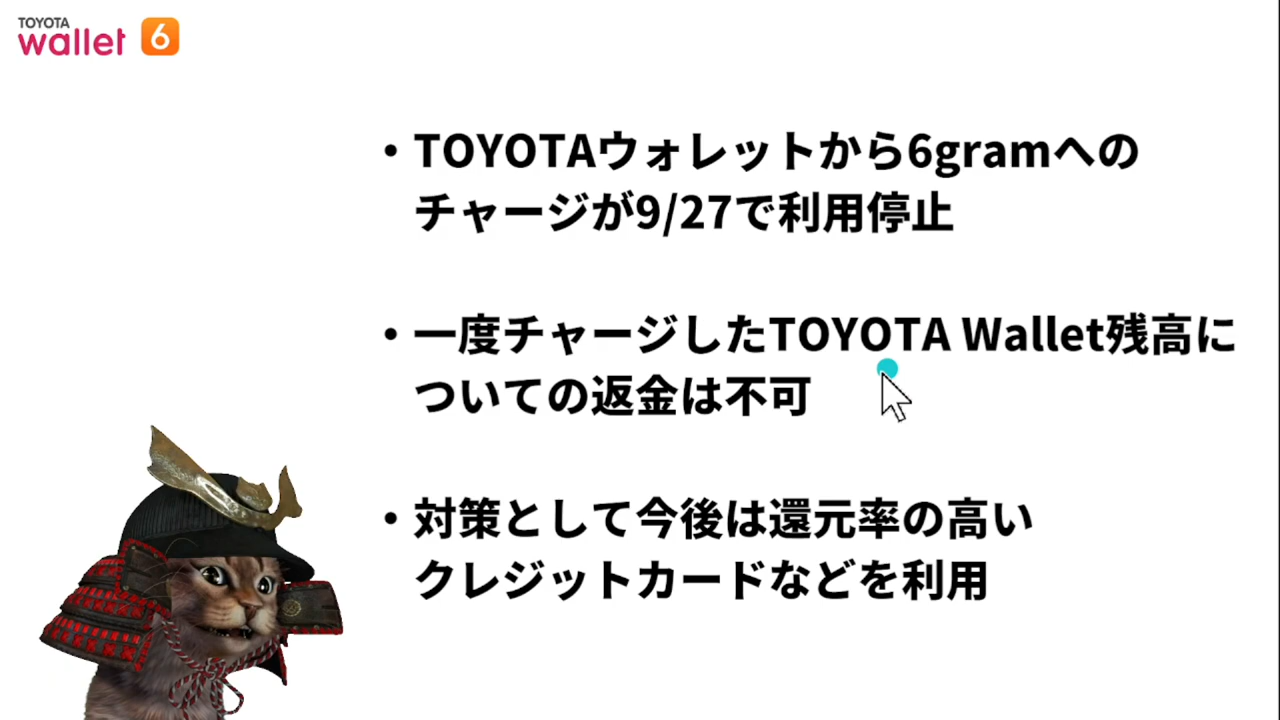 TOYOTA
wallet 6
・TOYOTAウォレットから6gramへの
チャージが9/27で利用停止
・一度チャージしたTOYOTA Wallet残高に
ついての返金は不可
・対策として今後は還元率の高い
クレジットカードなどを利用